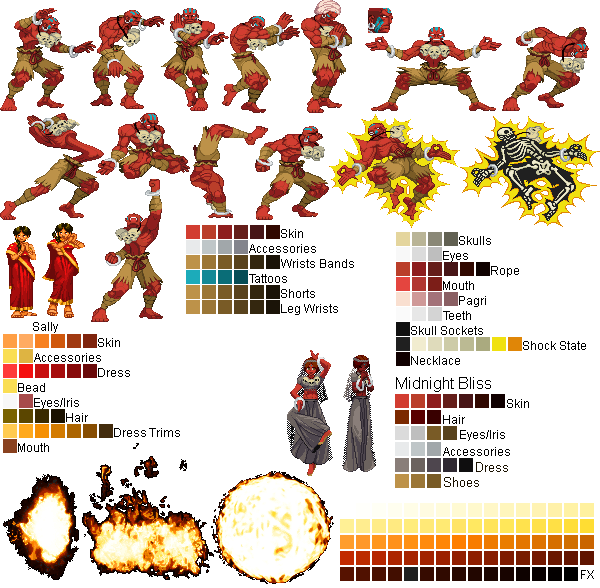 Skin
Accessories
Wrists Bands
Tattoos
Shorts
Leg Wrists
Skulls
Eyes
Rope
Mouth
Pagri
Teeth
Skull Sockets
Shock State
Necklace
Sally
Skin
Accessories
Dress
Bead
Eyes/Iris
Hair
Dress Trims
Mouth
Midnight Bliss
Skin
Hair
Eyes/Iris
Accessories
Dress
Shoes
FX